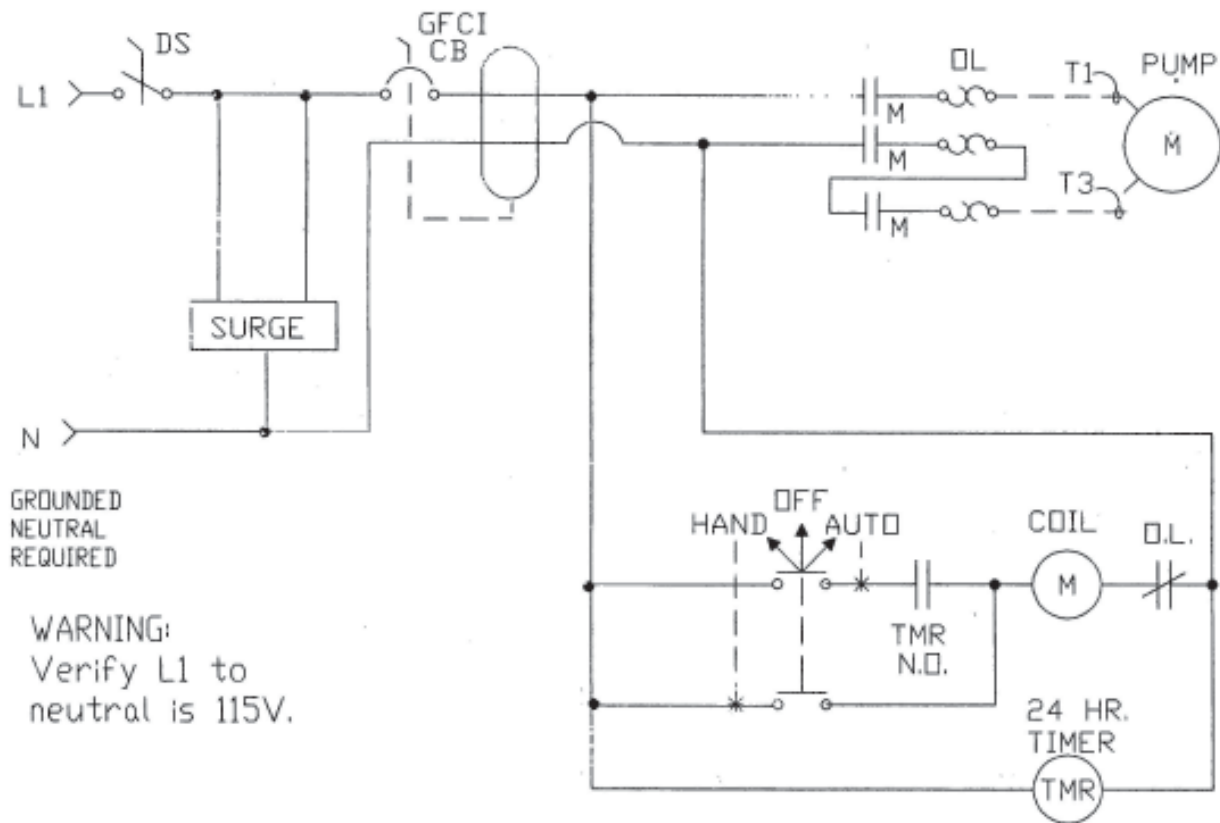 DS
GFCI
CB
OL
T1
PUMP
L1
M
M
M
T3
M
SURGE
N
GROUNDED
NEUTRAL
REQUIRED
OFF
HAND
AUTO
COIL
O.L.
M
TMR
N.O.
WARNING:
Verify L1 to
neutral is 115V.
24 HR.
TIMER
TMR